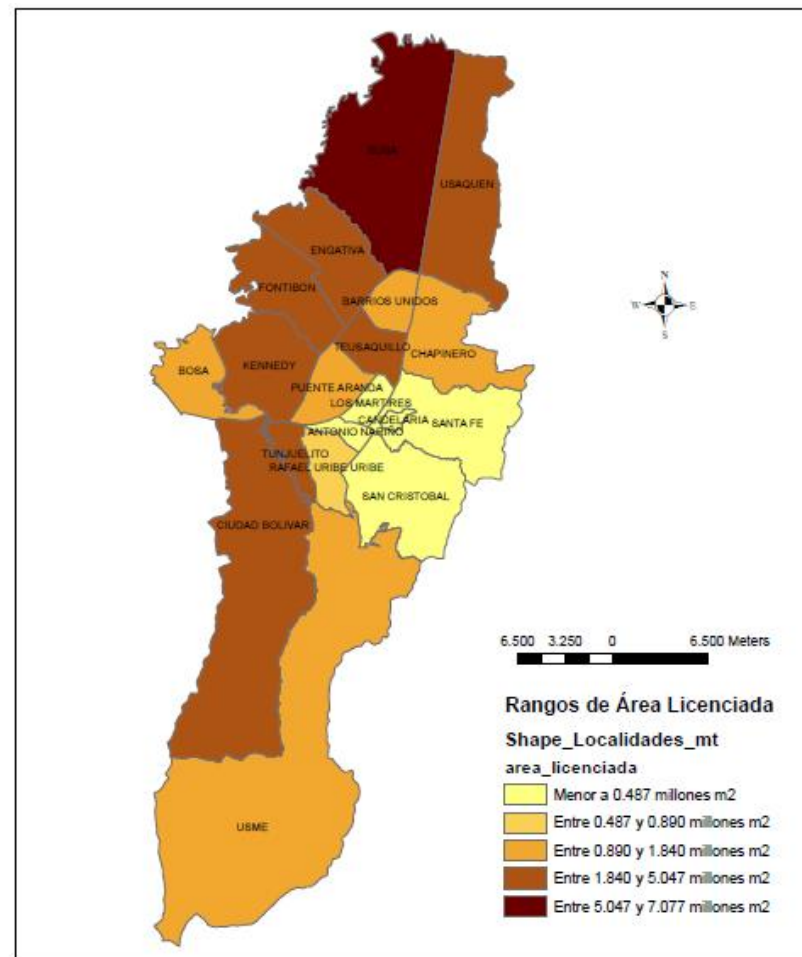 SUBA
USAQUEN
ENGATIVA
FONTIBON
BARRIOS UNIDOS
TEUSAQUILLO
CHAPINERO
KENNEDY
BOSA
PUENTE ARANDA
LOS MARTIRES
CANDELARIA
SANTA FE
ANTONIO NARIÑO
TUNJUELITO
RAFAEL URIBE URIBE
SAN CRISTOBAL
CIUDAD BOLIVAR
USME
N
W E
S
6.500 3.250 0 6.500 Meters
Rangos de Área Licenciada
Shape_Localidades_mt
area_licenciada
Menor a 0.487 millones m2
Entre 0.487 y 0.890 millones m2
Entre 0.890 y 1.840 millones m2
Entre 1.840 y 5.047 millones m2
Entre 5.047 y 7.077 millones m2